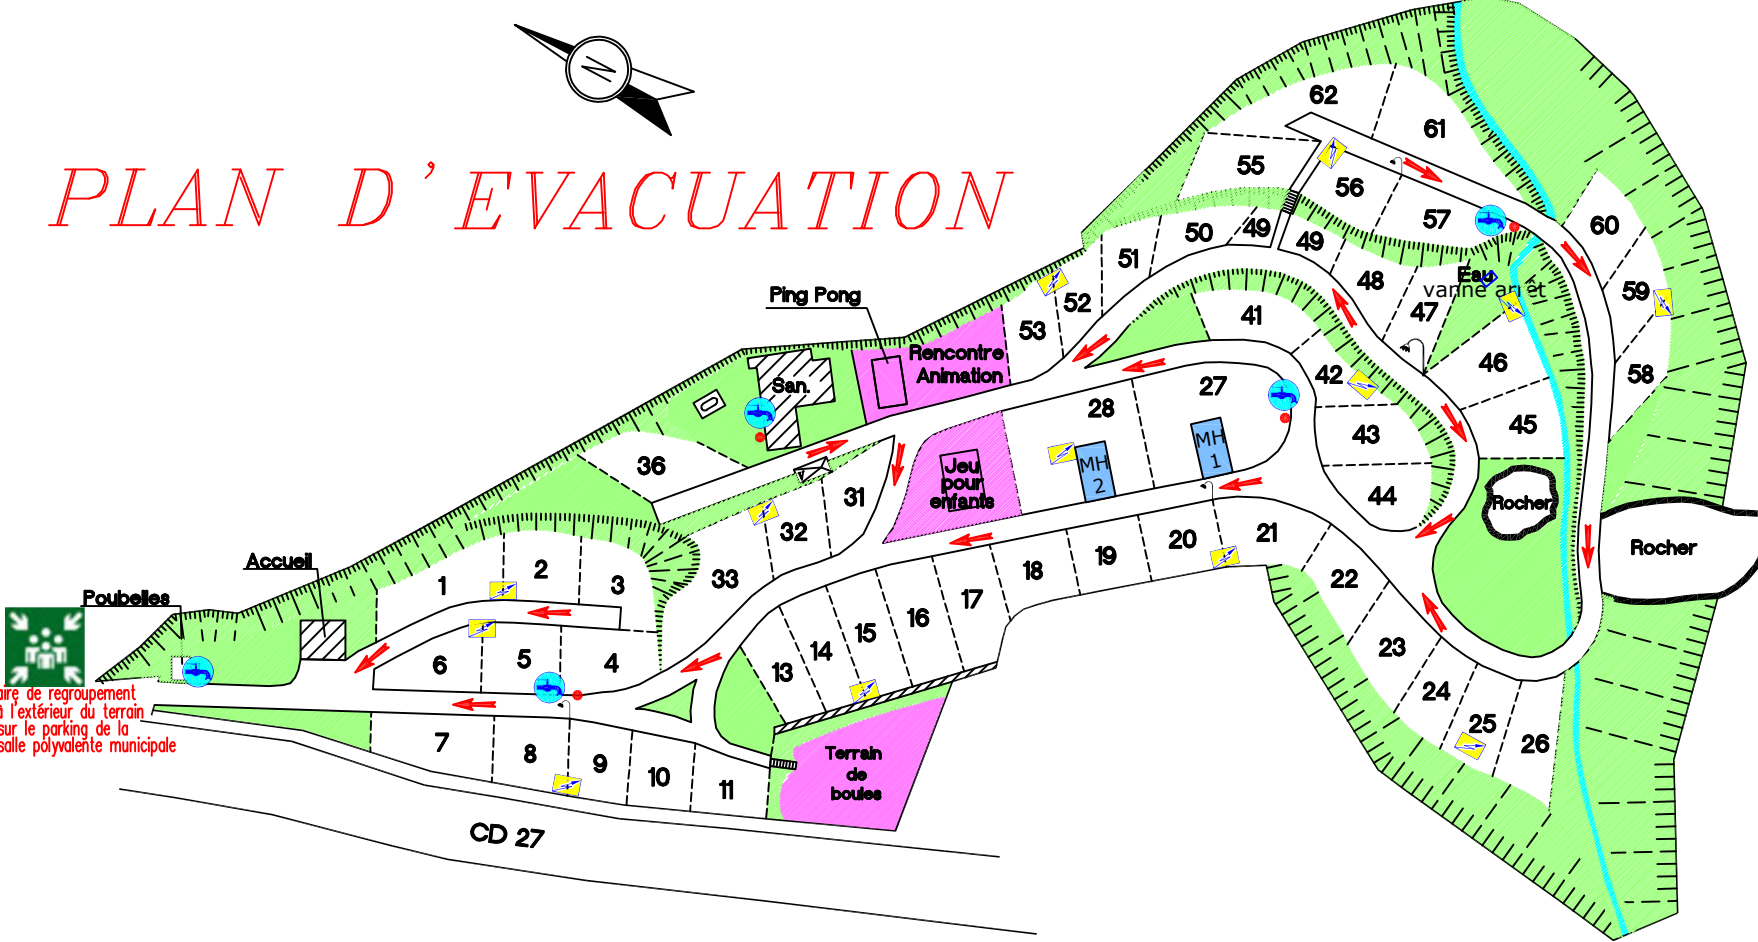 N
PLAN D'EVACUATION
62
61
55
56
57
60
50
49
49
51
48
59
Eau
vanne arrêt
Ping Pong
52
47
53
41
46
58
Rencontre
Animation
San.
42
27
28
45
43
MH
1
36
MH
2
Jeu
pour
enfants
31
44
Rocher
32
21
20
19
18
Rocher
Accueil
1
2
3
33
22
17
16
15
14
13
Poubelles
6
5
4
23
24
25
26
aire de regroupement
à l'extérieur du terrain
sur le parking de la
salle polyvalente municipale
7
8
9
10
11
Terrain
de
boules
CD 27